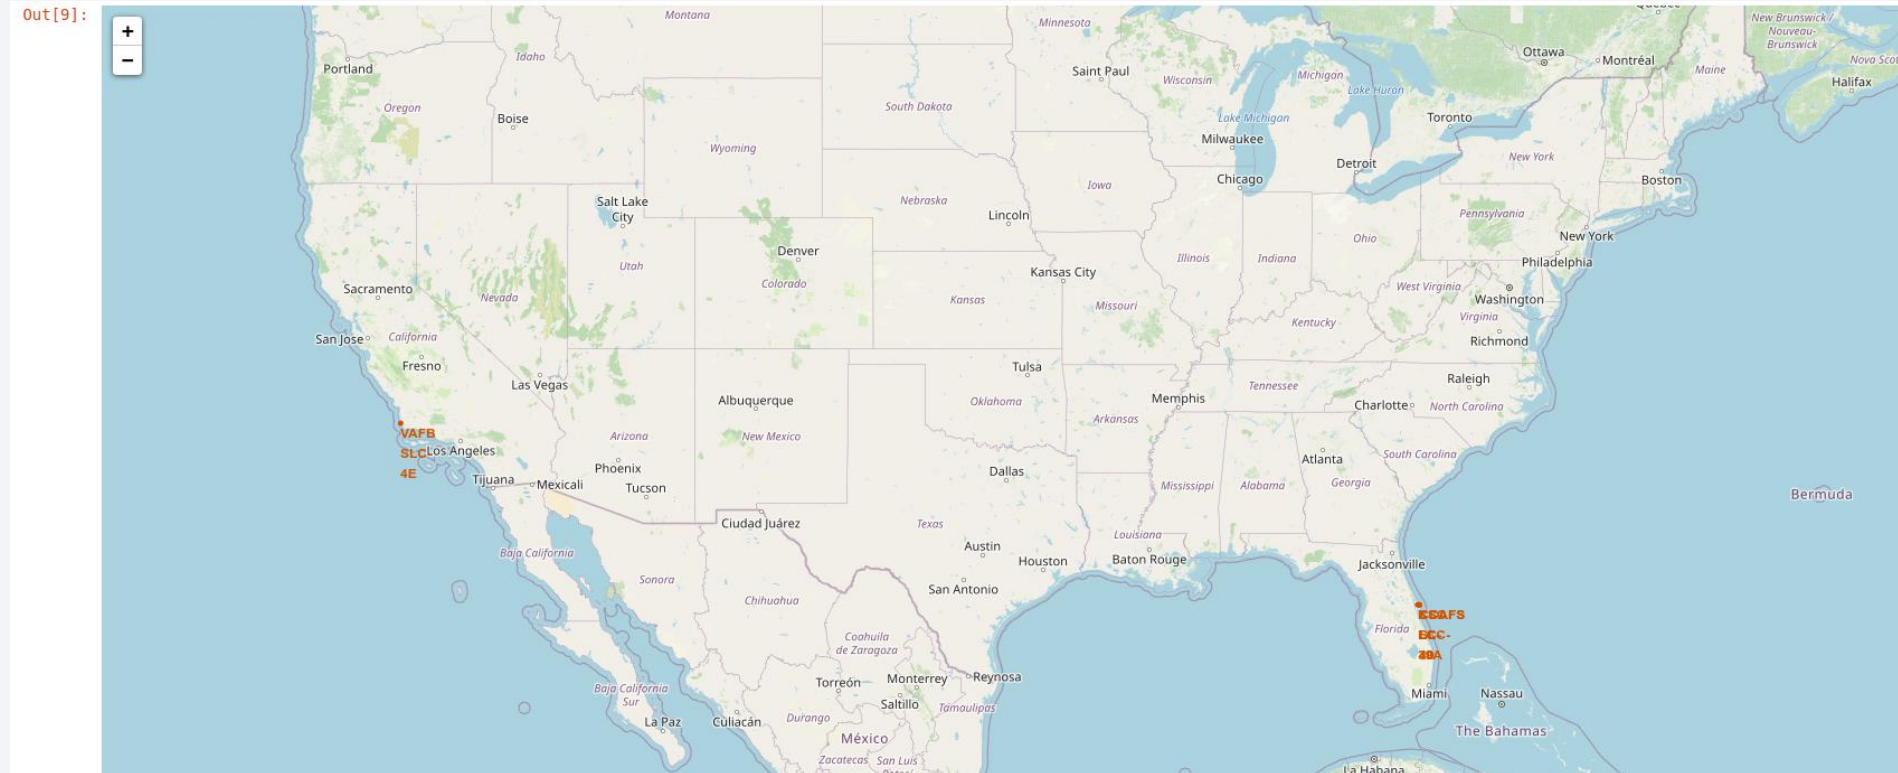 Out[9]:
+
−
Montana
Minnesota
New Brunswick /
Nouveau-
Brunswick
Idaho
Portland
Saint Paul
Wisconsin
Michigan
Ottawa
Montréal
Maine
Halifax
Oregon
Boise
South Dakota
Lake Huron
Lake Michigan
Toronto
Milwaukee
Wyoming
Detroit
New York
Chicago
Iowa
Boston
Salt Lake
City
Nebraska
Lincoln
Pennsylvania
Denver
Ohio
New York
Utah
Illinois
Indiana
Philadelphia
Kansas City
Colorado
Sacramento
Nevada
Kansas
Missouri
West Virginia
Washington
Virginia
Kentucky
San Jose
California
Richmond
Fresno
Las Vegas
Tulsa
Tennessee
Raleigh
Albuquerque
Oklahoma
Memphis
Charlotte
North Carolina
Arkansas
VAFB
SLC-
4E
Los Angeles
Arizona
New Mexico
Phoenix
Dallas
Atlanta
South Carolina
Tijuana
Mexicali
Tucson
Mississippi
Alabama
Georgia
Bermuda
Ciudad Juárez
Texas
Louisiana
Baja California
Austin
Houston
Baton Rouge
Jacksonville
Sonora
San Antonio
Chihuahua
Florida
Coahuila
de Zaragoza
Torreón
Monterrey
Reynosa
Baja California
Sur
Saltillo
Tamaulipas
Miami
Nassau
La Paz
Culiacán
Durango
The Bahamas
México
Zacatecas
San Luis
La Habana